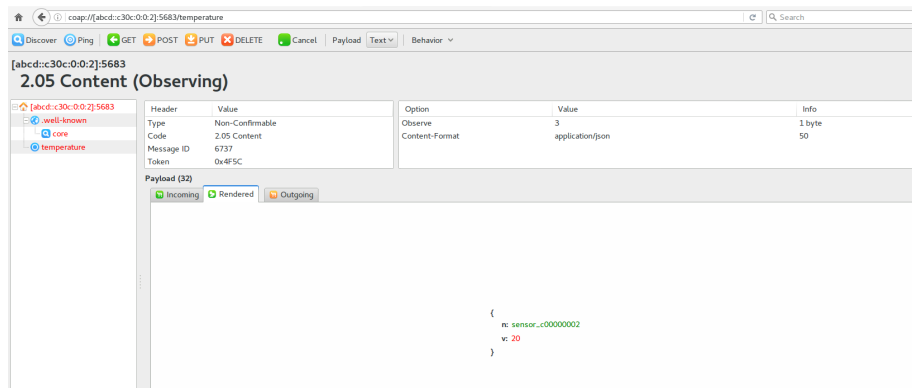 coap://[abcd::c30c:0:0:2]:5683/temperature Search
Discover Ping GET POST PUT DELETE Cancel Payload Text Behavior
[abcd::c30c:0:0:2]:5683
2.05 Content (Observing)
[abcd::c30c:0:0:2]:5683
.well-known
core
temperature
Header Value
Type Non-Confirmable
Code 2.05 Content
Message ID 6737
Token 0x4F5C
Option Value Info
Observe 3 1 byte
Content-Format application/json 50
Payload (32)
Incoming Rendered Outgoing
{
n: sensor_c00000002
v: 20
}